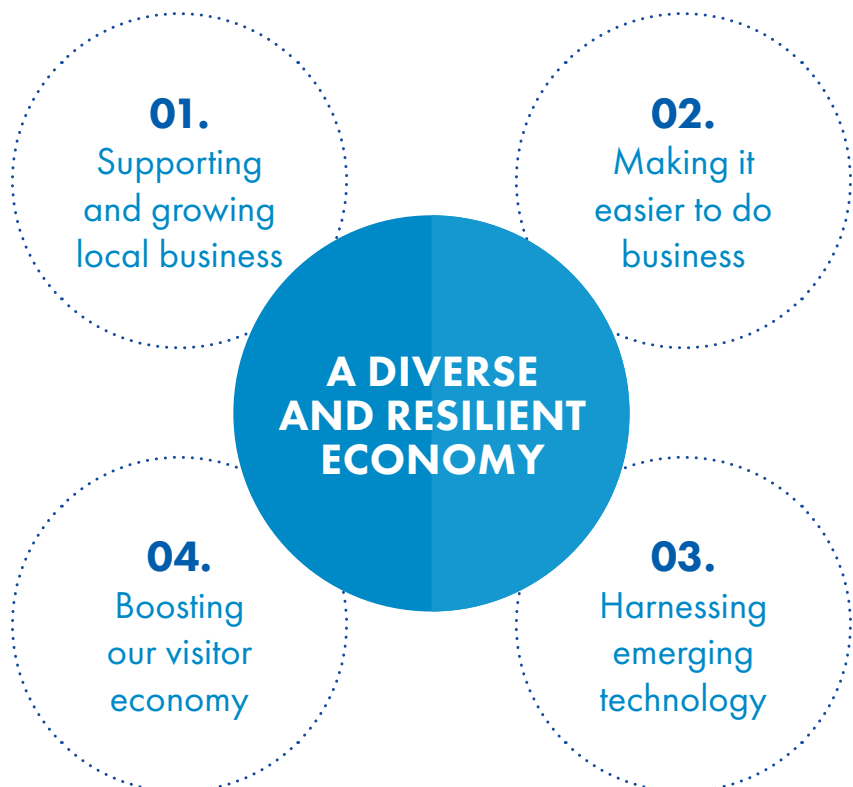 01.
Supporting
and growing
local business
02.
Making it
easier to do
business
A DIVERSE
AND RESILIENT
ECONOMY
04.
Boosting
our visitor
economy
03.
Harnessing
emerging
technology